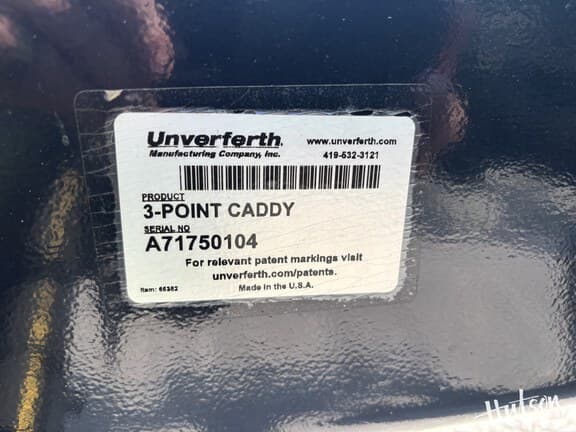 Unverferth.
Manufacturing Company, Inc.
www.unverferth.com
419-532-3121
PRODUCT
3-POINT CADDY
SERIAL NO
A71750104
For relevant patent markings visit
unverferth.com/patents.
Item: 66382
Made in the U.S.A.
Hutson